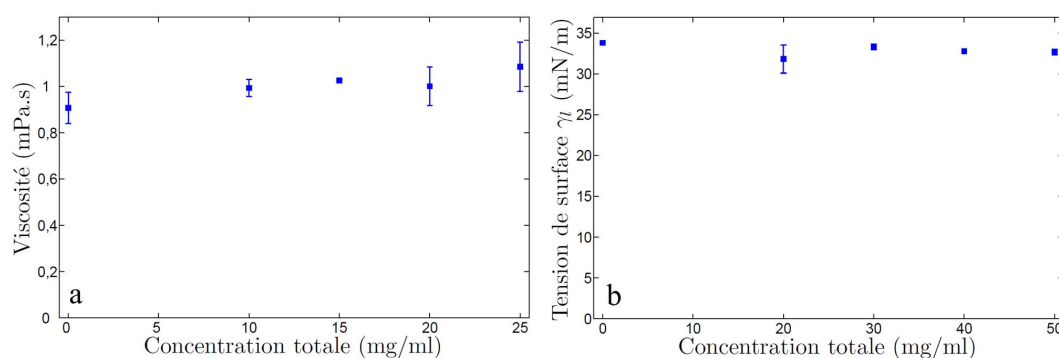 1,2
1
0,8
0,6
0,4
0,2
0
Viscosité (mPa.s)
a
0 5 10 15 20 25
Concentration totale (mg/ml)
35
30
25
20
15
10
5
0
Tension de surface γl (mN/m)
b
0 10 20 30 40 50
Concentration totale (mg/ml)